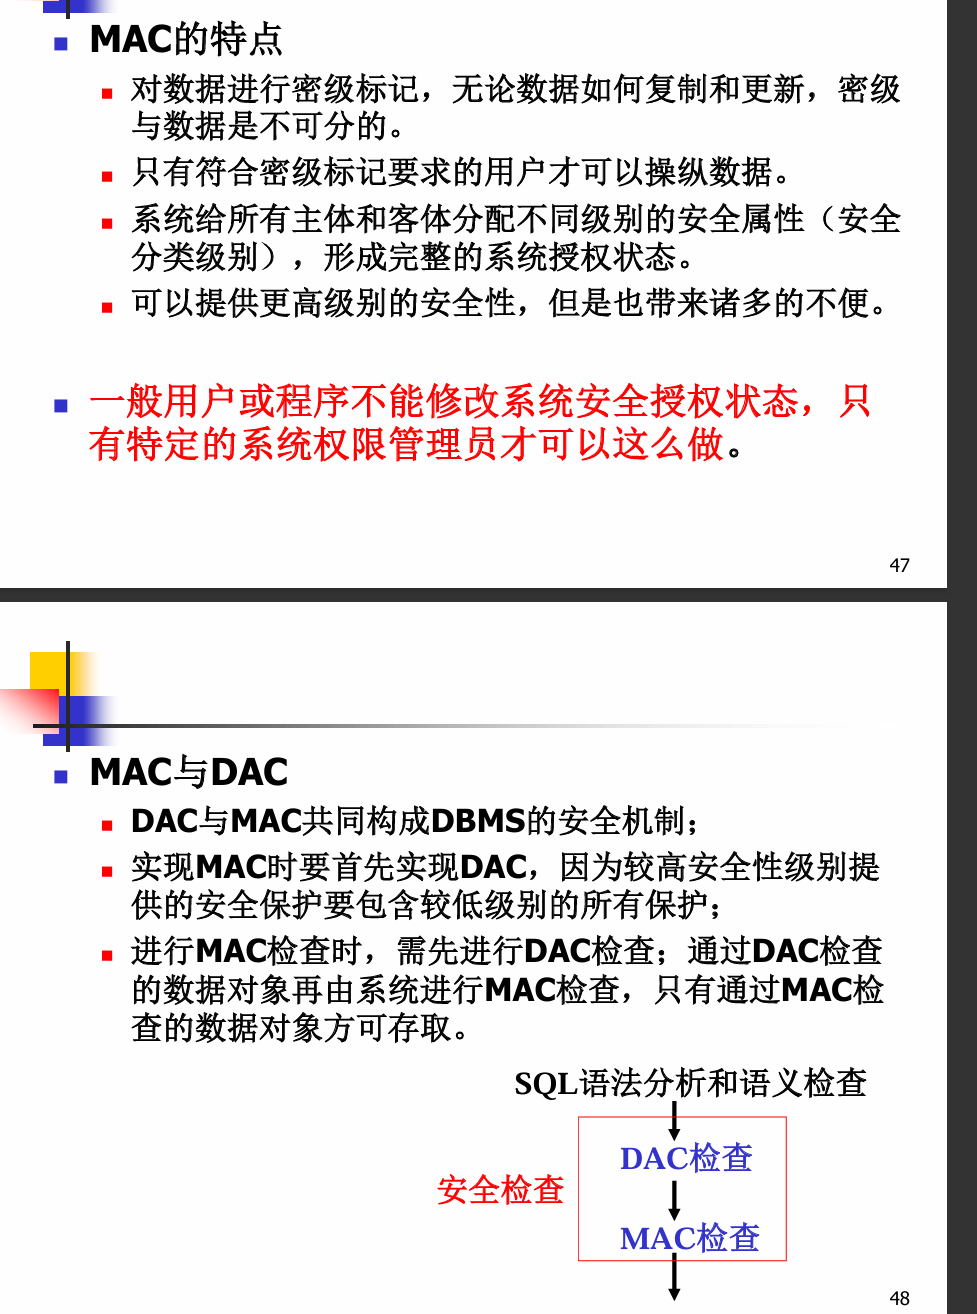 MAC的特点
对数据进行密级标记，无论数据如何复制和更新，密级
与数据是不可分的。
只有符合密级标记要求的用户才可以操纵数据。
系统给所有主体和客体分配不同级别的安全属性（安全
分类级别），形成完整的系统授权状态。
可以提供更高级别的安全性，但是也带来诸多的不便。
一般用户或程序不能修改系统安全授权状态，只
有特定的系统权限管理员才可以这么做。
47
MAC与DAC
DAC与MAC共同构成DBMS的安全机制；
实现MAC时要首先实现DAC，因为较高安全性级别提
供的安全保护要包含较低级别的所有保护；
进行MAC检查时，需先进行DAC检查；通过DAC检查
的数据对象再由系统进行MAC检查，只有通过MAC检
查的数据对象方可存取。
SQL语法分析和语义检查
DAC检查
安全检查
MAC检查
48